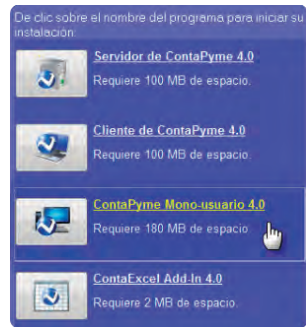 De clic sobre el nombre del programa para iniciar su
instalación:
Servidor de ContaPyme 4.0
Requiere 100 MB de espacio.
Cliente de ContaPyme 4.0
Requiere 100 MB de espacio.
ContaPyme Mono-usuario 4.0
Requiere 180 MB de espacio
ContaExcel Add-In 4.0
Requiere 2 MB de espacio.